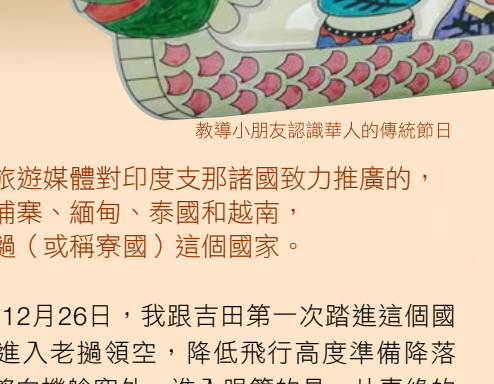 教導小朋友認識華人的傳統節日
旅遊媒體對印度支那諸國致力推廣的，
埔寨、緬甸、泰國和越南，
撾（或稱寮國）這個國家。
12月26日，我跟吉田第一次踏進這個國
進入老撾領空，降低飛行高度準備降落